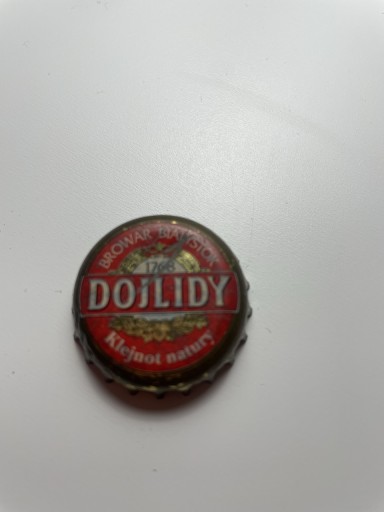 BROWAR BIAŁYSTOK
1768
DOJLIDY
Klejnot natury